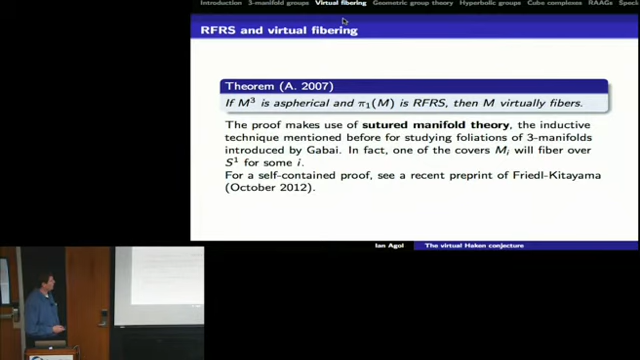 Introduction 3-manifold groups Virtual fibering Geometric group theory Hyperbolic groups Cube complexes RAAGs Speci
RFRS and virtual fibering
Theorem (A. 2007)
If M³ is aspherical and π₁(M) is RFRS, then M virtually fibers.
The proof makes use of sutured manifold theory, the inductive
technique mentioned before for studying foliations of 3-manifolds
introduced by Gabai. In fact, one of the covers Mᵢ will fiber over
S¹ for some i.
For a self-contained proof, see a recent preprint of Friedl-Kitayama
(October 2012).
Ian Agol The virtual Haken conjecture